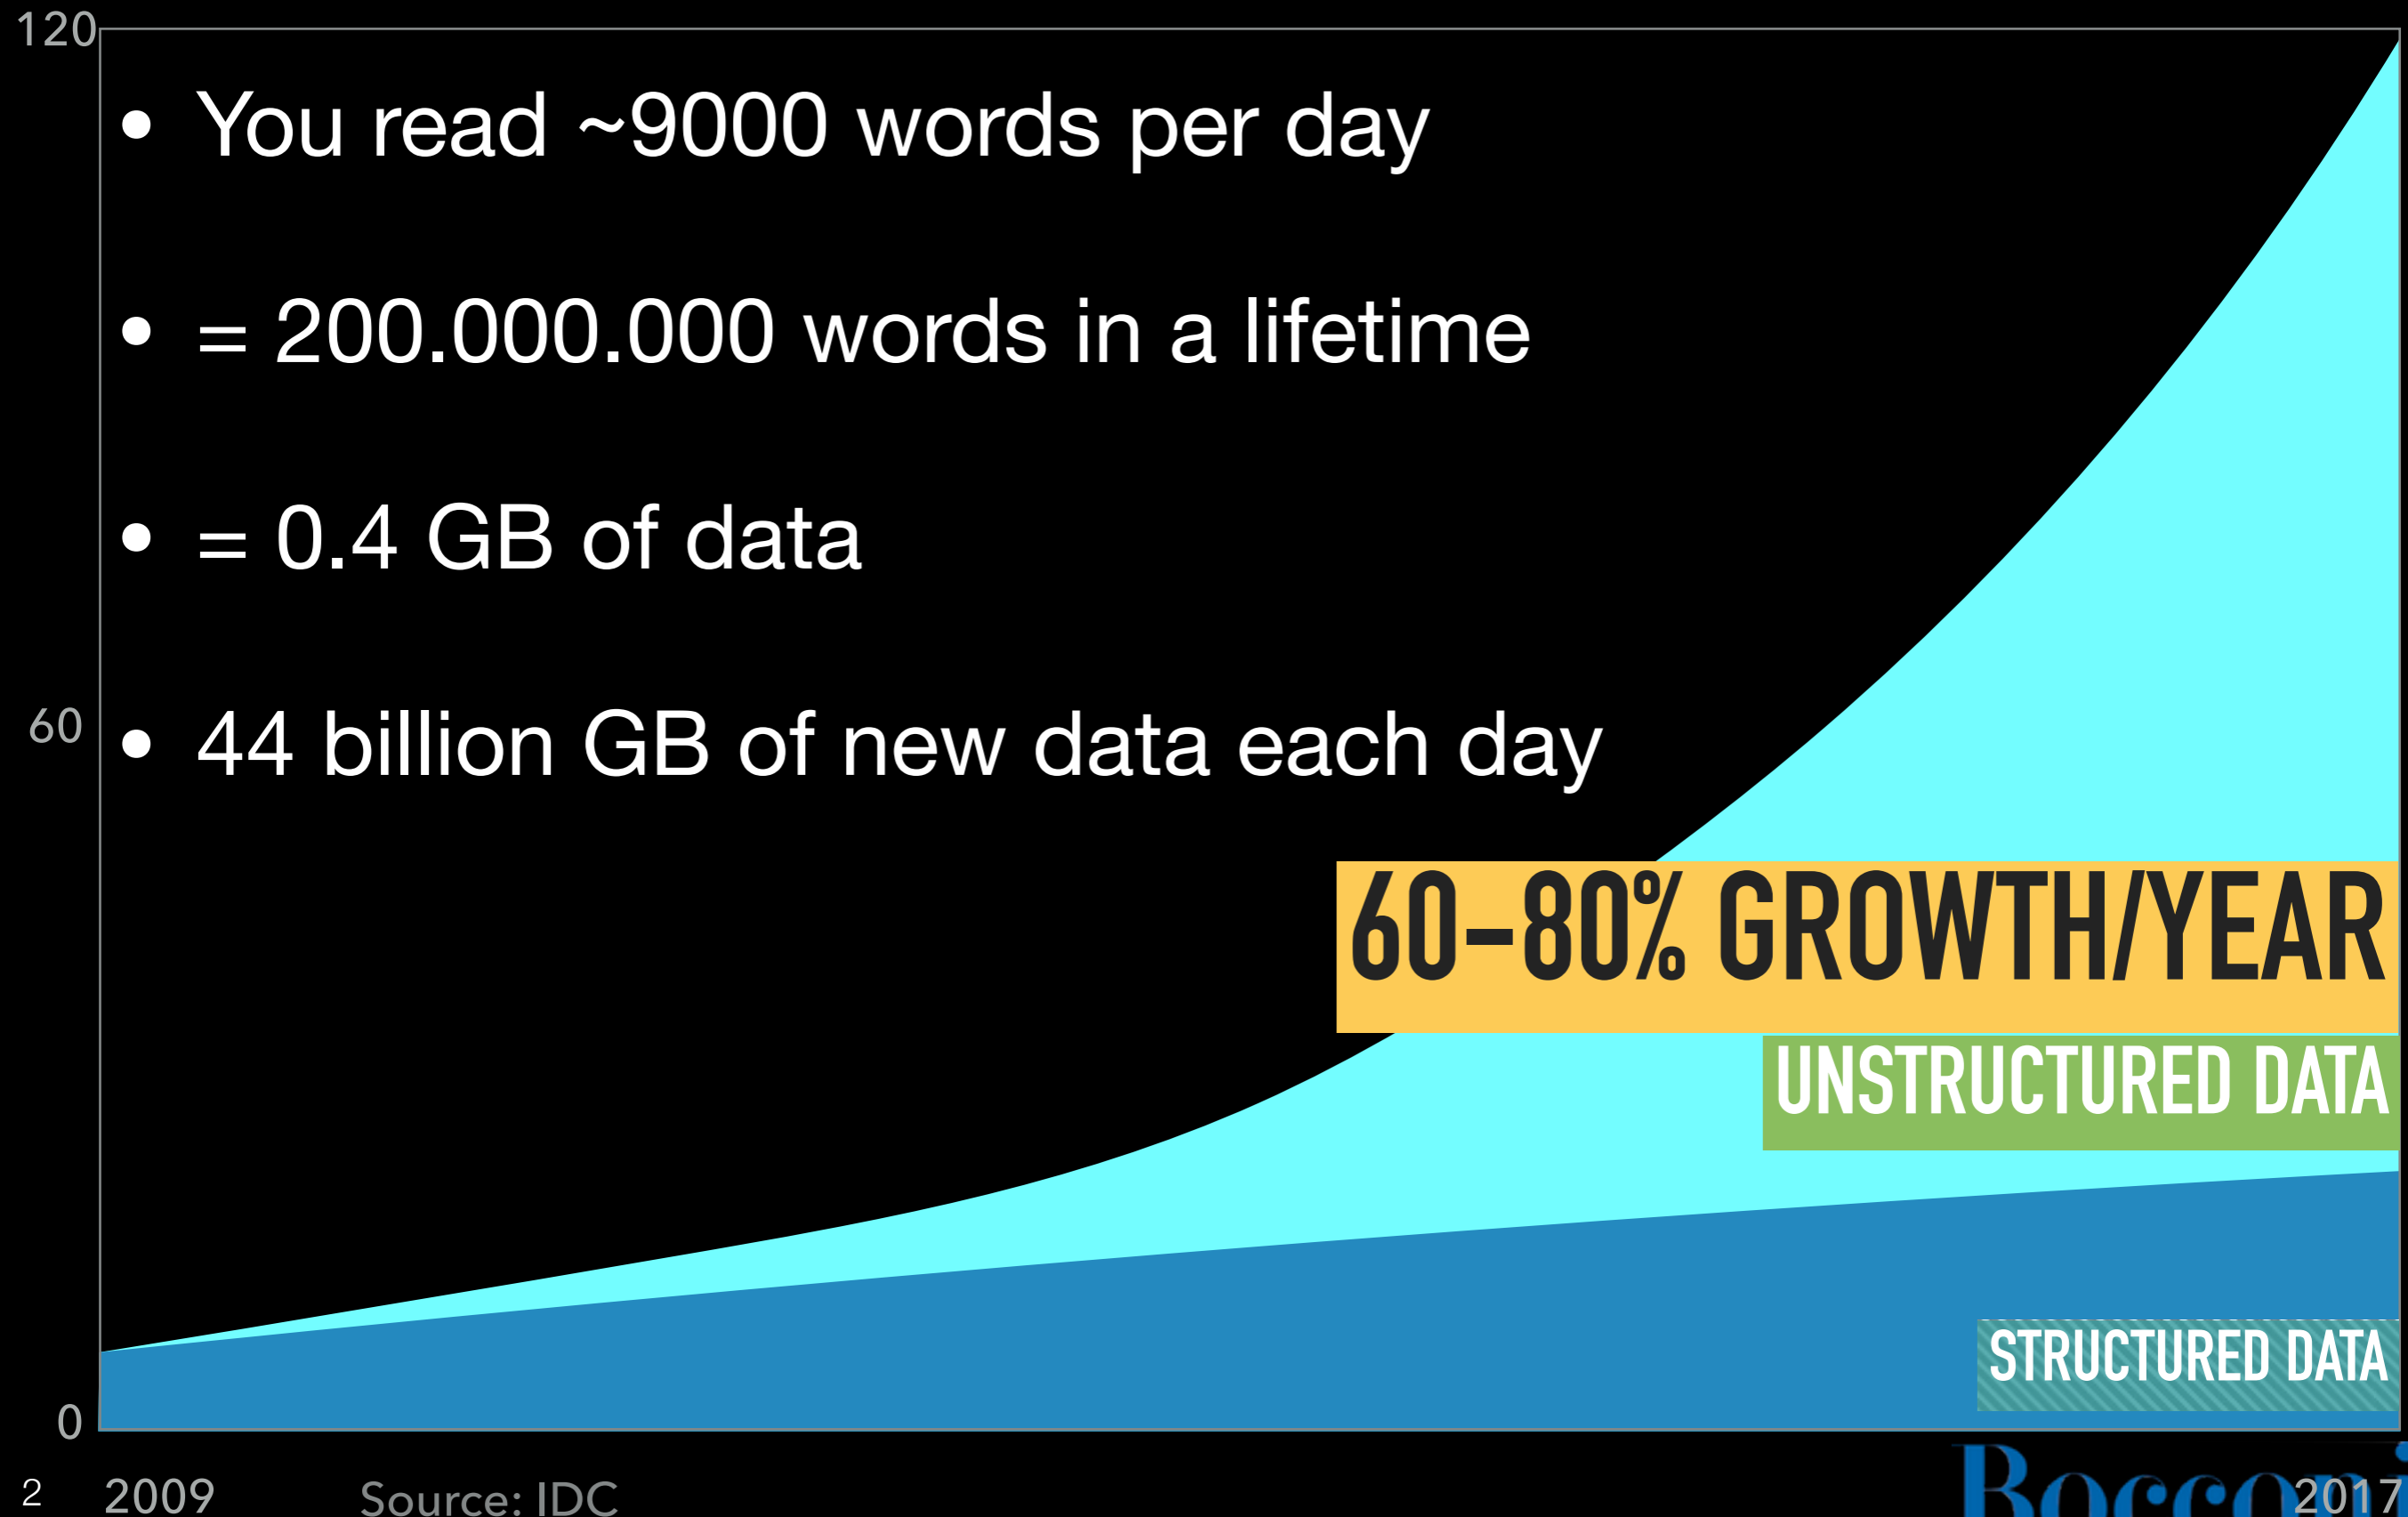 120
• You read ~9000 words per day
• = 200.000.000 words in a lifetime
• = 0.4 GB of data
60
• 44 billion GB of new data each day
60–80% GROWTH/YEAR
UNSTRUCTURED DATA
STRUCTURED DATA
0
2
2009
Source: IDC
Bocconi
2017